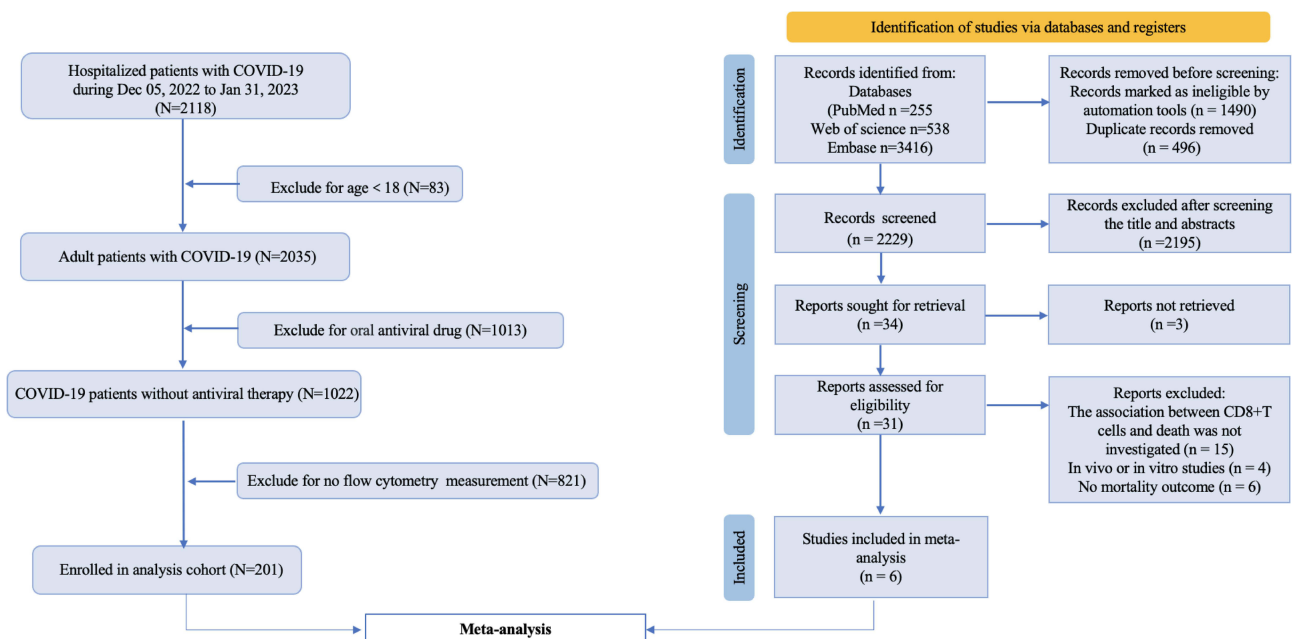 Hospitalized patients with COVID-19
during Dec 05, 2022 to Jan 31, 2023
(N=2118)
Exclude for age < 18 (N=83)
Adult patients with COVID-19 (N=2035)
Exclude for oral antiviral drug (N=1013)
COVID-19 patients without antiviral therapy (N=1022)
Exclude for no flow cytometry measurement (N=821)
Enrolled in analysis cohort (N=201)
Identification of studies via databases and registers
Identification
Records identified from:
Databases
(PubMed n =255
Web of science n=538
Embase n=3416)
Records removed before screening:
Records marked as ineligible by
automation tools (n = 1490)
Duplicate records removed
(n = 496)
Screening
Records screened
(n = 2229)
Records excluded after screening
the title and abstracts
(n =2195)
Reports sought for retrieval
(n =34)
Reports not retrieved
(n =3)
Reports assessed for
eligibility
(n =31)
Reports excluded:
The association between CD8+T
cells and death was not
investigated (n = 15)
In vivo or in vitro studies (n = 4)
No mortality outcome (n = 6)
Included
Studies included in meta-
analysis
(n = 6)
Meta-analysis